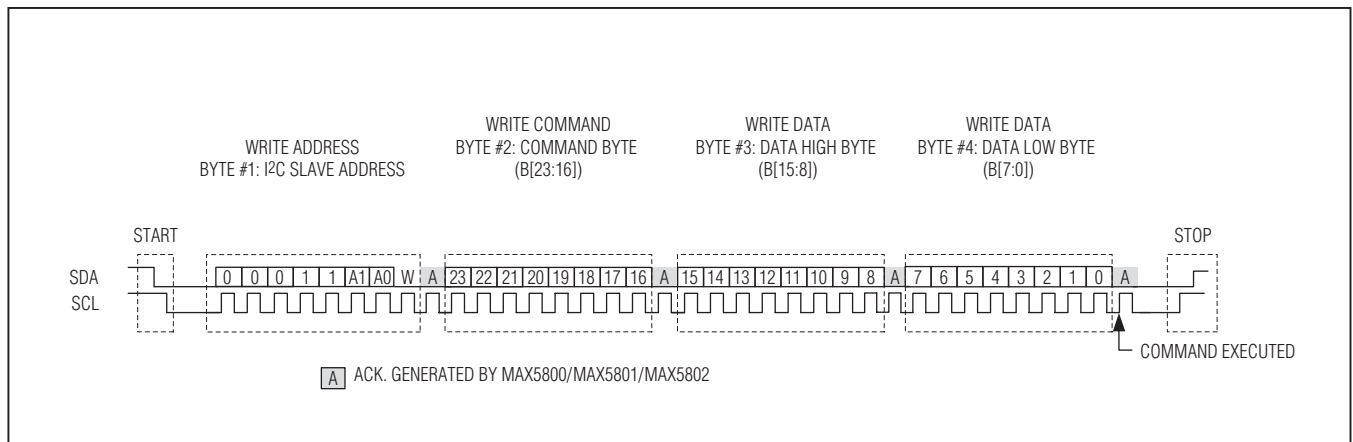 WRITE ADDRESS
BYTE #1: I2C SLAVE ADDRESS
WRITE COMMAND
BYTE #2: COMMAND BYTE
(B[23:16])
WRITE DATA
BYTE #3: DATA HIGH BYTE
(B[15:8])
WRITE DATA
BYTE #4: DATA LOW BYTE
(B[7:0])
START
STOP
SDA
0 0 0 1 1 A1 A0 W A 23 22 21 20 19 18 17 16 A 15 14 13 12 11 10 9 8 A 7 6 5 4 3 2 1 0 A
SCL
COMMAND EXECUTED
A ACK. GENERATED BY MAX5800/MAX5801/MAX5802